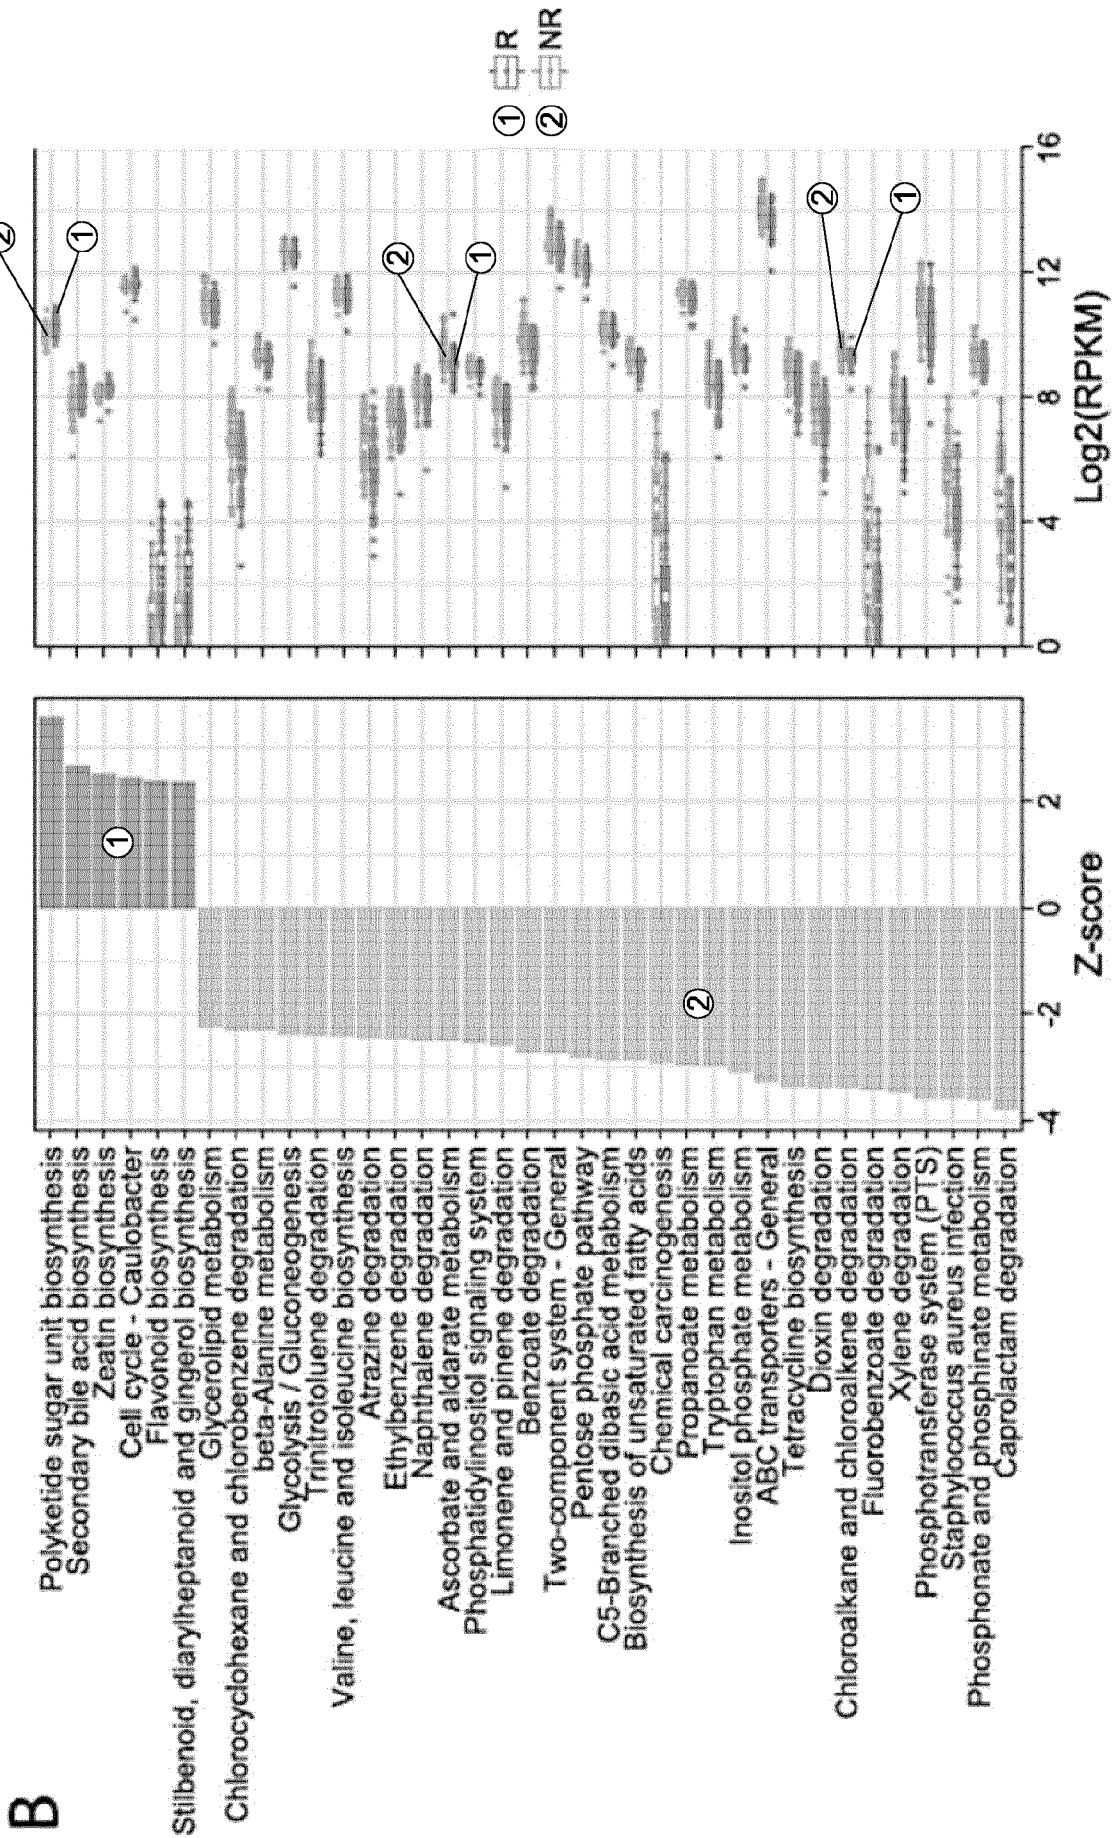 B
Polyketide sugar unit biosynthesis
Secondary bile acid biosynthesis
Zeatin biosynthesis
Cell cycle - Caulobacter
Flavonoid biosynthesis
Stilbenoid, diarylheptanoid and gingerol biosynthesis
Glycerolipid metabolism
Chlorocyclohexane and chlorobenzene degradation
beta-Alanine metabolism
Glycolysis / Gluconeogenesis
Trinitrotoluene degradation
Valine, leucine and isoleucine biosynthesis
Atrazine degradation
Ethylbenzene degradation
Naphthalene degradation
Ascorbate and aldarate metabolism
Phosphatidylinositol signaling system
Limonene and pinene degradation
Benzoate degradation
Two-component system - General
Pentose phosphate pathway
C5-Branched dibasic acid metabolism
Biosynthesis of unsaturated fatty acids
Chemical carcinogenesis
Propanoate metabolism
Tryptophan metabolism
Inositol phosphate metabolism
ABC transporters - General
Tetracycline biosynthesis
Dioxin degradation
Chloroalkane and chloroalkene degradation
Fluorobenzoate degradation
Xylene degradation
Phosphotransferase system (PTS)
Staphylococcus aureus infection
Phosphonate and phosphinate metabolism
Caprolactam degradation
①
②
-4 -2 0 2
Z-score
②
①
②
①
②
①
0 4 8 12 16
Log2(RPKM)
① R
② NR